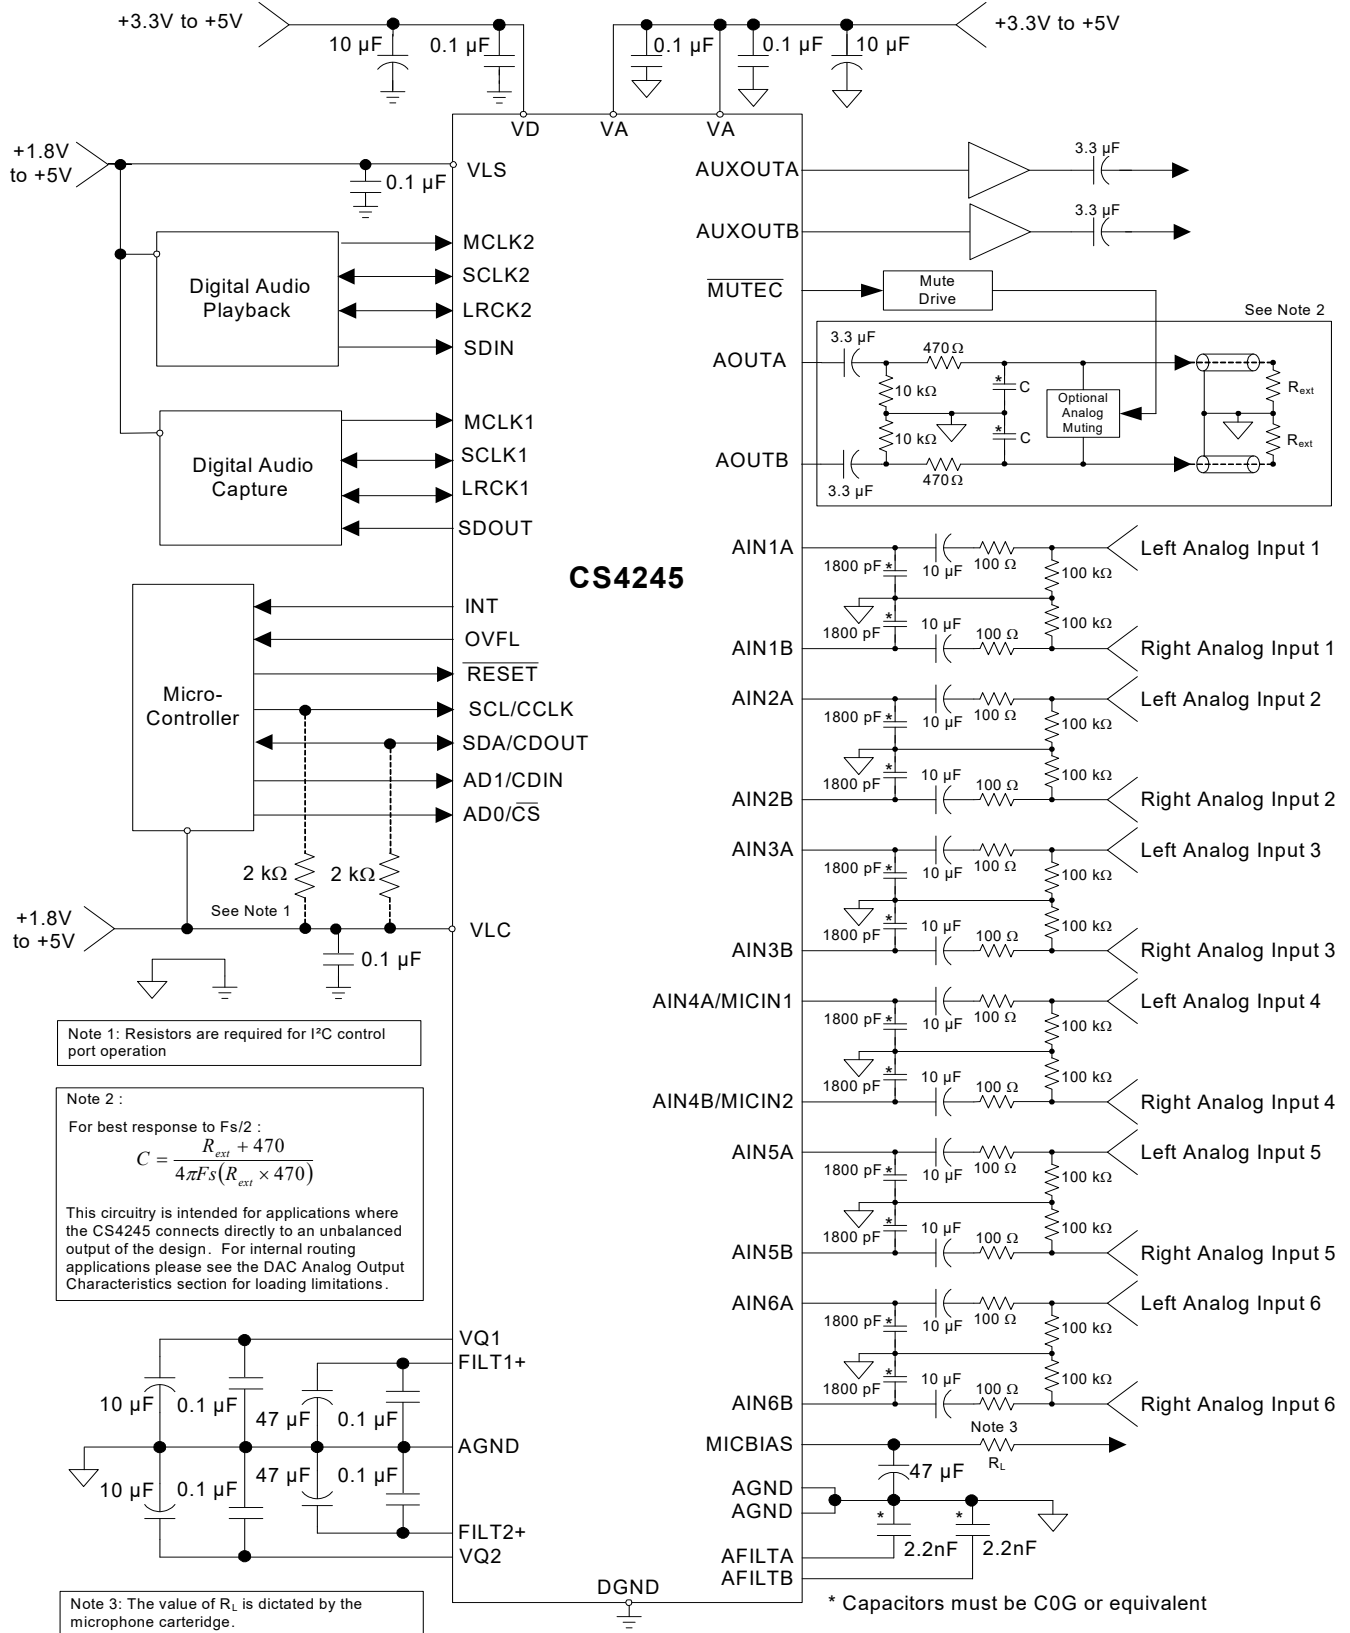 +3.3V to +5V
10 µF
0.1 µF
0.1 µF
0.1 µF
10 µF
+3.3V to +5V
VD
VA
VA
+1.8V
to +5V
0.1 µF
VLS
Digital Audio
Playback
MCLK2
SCLK2
LRCK2
SDIN
Digital Audio
Capture
MCLK1
SCLK1
LRCK1
SDOUT
CS4245
Micro-
Controller
INT
OVFL
RESET
SCL/CCLK
SDA/CDOUT
AD1/CDIN
AD0/CS
2 kΩ
2 kΩ
See Note 1
+1.8V
to +5V
VLC
0.1 µF
Note 1: Resistors are required for I²C control
port operation
Note 2 :
For best response to Fs/2 :
C = (R_ext + 470) / (4πFs(R_ext × 470))
This circuitry is intended for applications where
the CS4245 connects directly to an unbalanced
output of the design. For internal routing
applications please see the DAC Analog Output
Characteristics section for loading limitations.
VQ1
FILT1+
10 µF
0.1 µF
47 µF
0.1 µF
AGND
10 µF
0.1 µF
47 µF
0.1 µF
FILT2+
VQ2
Note 3: The value of R_L is dictated by the
microphone carteridge.
DGND
AUXOUTA
3.3 µF
AUXOUTB
3.3 µF
MUTEC
Mute
Drive
See Note 2
AOUTA
3.3 µF
470 Ω
10 kΩ
* C
Optional
Analog
Muting
R_ext
10 kΩ
* C
R_ext
AOUTB
3.3 µF
470 Ω
AIN1A
1800 pF *
10 µF
100 Ω
100 kΩ
Left Analog Input 1
AIN1B
1800 pF *
10 µF
100 Ω
100 kΩ
Right Analog Input 1
AIN2A
1800 pF *
10 µF
100 Ω
100 kΩ
Left Analog Input 2
AIN2B
1800 pF *
10 µF
100 Ω
100 kΩ
Right Analog Input 2
AIN3A
1800 pF *
10 µF
100 Ω
100 kΩ
Left Analog Input 3
AIN3B
1800 pF *
10 µF
100 Ω
100 kΩ
Right Analog Input 3
AIN4A/MICIN1
1800 pF *
10 µF
100 Ω
100 kΩ
Left Analog Input 4
AIN4B/MICIN2
1800 pF *
10 µF
100 Ω
100 kΩ
Right Analog Input 4
AIN5A
1800 pF *
10 µF
100 Ω
100 kΩ
Left Analog Input 5
AIN5B
1800 pF *
10 µF
100 Ω
100 kΩ
Right Analog Input 5
AIN6A
1800 pF *
10 µF
100 Ω
100 kΩ
Left Analog Input 6
AIN6B
1800 pF *
10 µF
100 Ω
100 kΩ
Right Analog Input 6
MICBIAS
Note 3
R_L
47 µF
AGND
AGND
*
*
2.2nF
2.2nF
AFILTA
AFILTB
* Capacitors must be C0G or equivalent